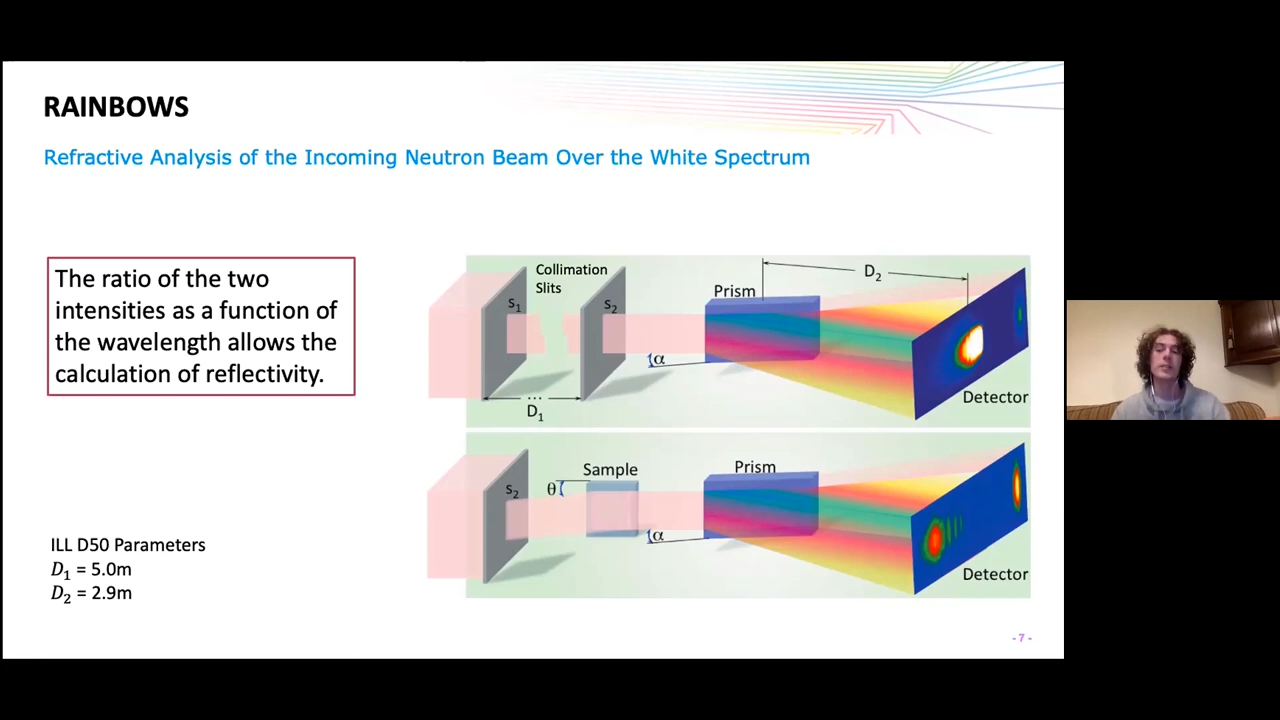 RAINBOWS
Refractive Analysis of the Incoming Neutron Beam Over the White Spectrum
The ratio of the two
intensities as a function of
the wavelength allows the
calculation of reflectivity.
ILL D50 Parameters
D₁ = 5.0m
D₂ = 2.9m
Collimation
Slits
S₁
S₂
Prism
D₂
α
...
D₁
Detector
Sample
Prism
S₂
θ
α
Detector
- 7 -